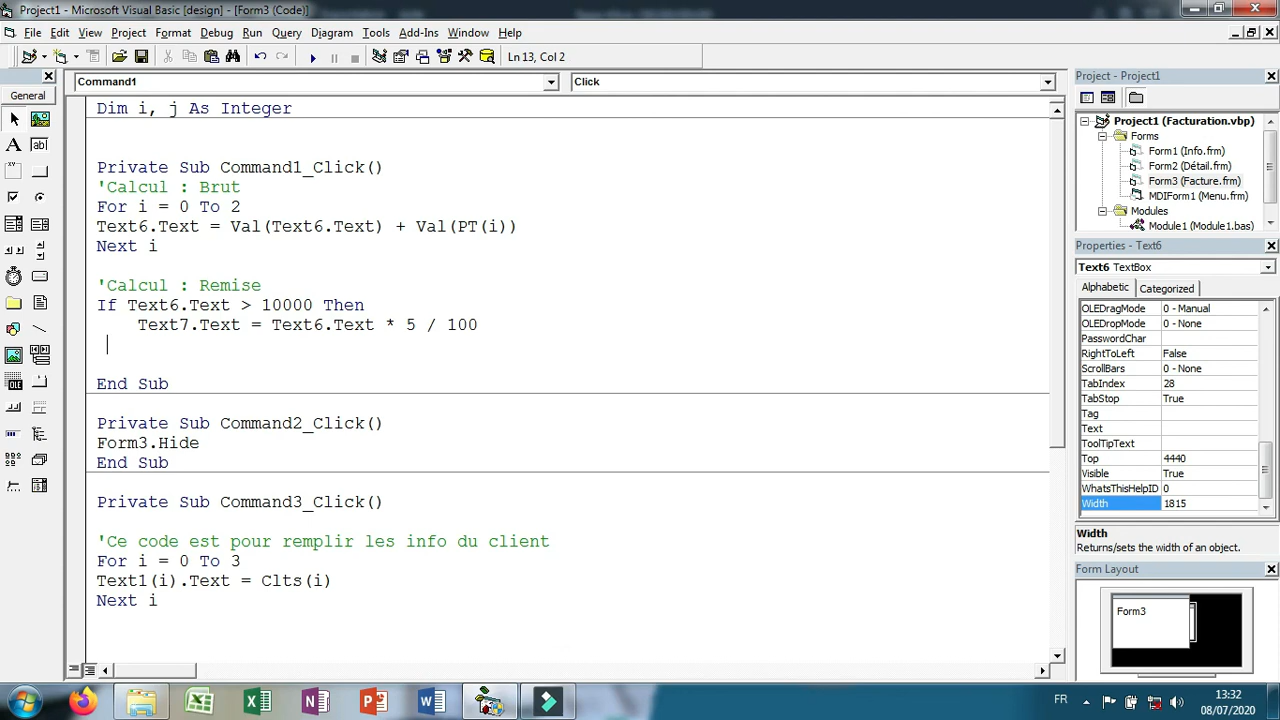 Project1 - Microsoft Visual Basic [design] - [Form3 (Code)]
File Edit View Project Format Debug Run Query Diagram Tools Add-Ins Window Help
Ln 13, Col 2
General
Command1
Click
Dim i, j As Integer
Private Sub Command1_Click()
'Calcul : Brut
For i = 0 To 2
Text6.Text = Val(Text6.Text) + Val(PT(i))
Next i
'Calcul : Remise
If Text6.Text > 10000 Then
Text7.Text = Text6.Text * 5 / 100
End Sub
Private Sub Command2_Click()
Form3.Hide
End Sub
Private Sub Command3_Click()
'Ce code est pour remplir les info du client
For i = 0 To 3
Text1(i).Text = Clts(i)
Next i
Project - Project1
Project1 (Facturation.vbp)
Forms
Form1 (Info.frm)
Form2 (Détail.frm)
Form3 (Facture.frm)
MDIForm1 (Menu.frm)
Modules
Module1 (Module1.bas)
Properties - Text6
Text6 TextBox
Alphabetic Categorized
OLEDragMode 0 - Manual
OLEDropMode 0 - None
PasswordChar
RightToLeft False
ScrollBars 0 - None
TabIndex 28
TabStop True
Tag
Text
ToolTipText
Top 4440
Visible True
WhatsThisHelpID 0
Width 1815
Width
Returns/sets the width of an object.
Form Layout
Form3
FR
13:32
08/07/2020